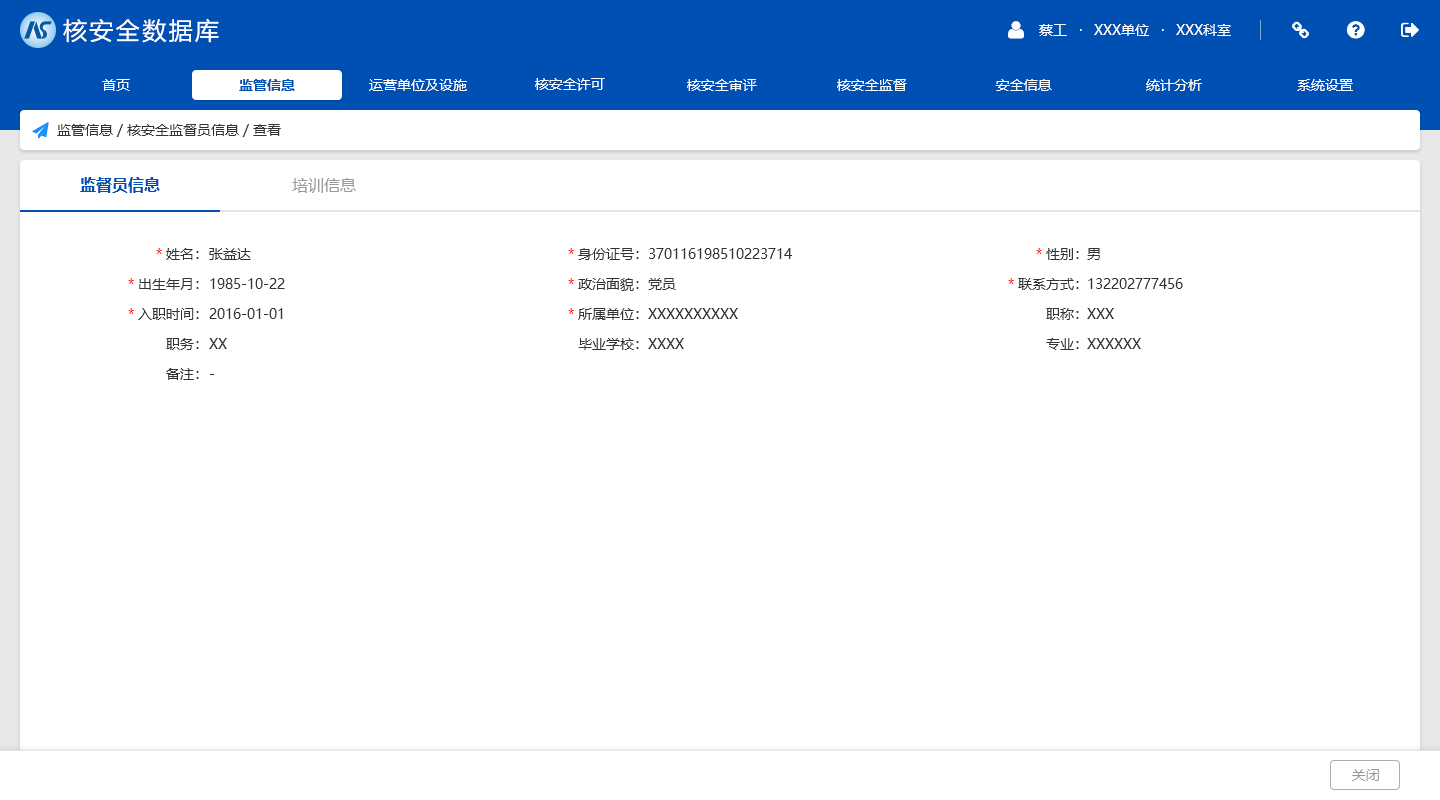 核安全数据库
蔡工 · XXX单位 · XXX科室
首页 监管信息 运营单位及设施 核安全许可 核安全审评 核安全监督 安全信息 统计分析 系统设置
监管信息 / 核安全监督员信息 / 查看
监督员信息 培训信息
* 姓名：张益达 * 身份证号：370116198510223714 * 性别：男
* 出生年月：1985-10-22 * 政治面貌：党员 * 联系方式：132202777456
* 入职时间：2016-01-01 * 所属单位：XXXXXXXXXX 职称：XXX
职务：XX 毕业学校：XXXX 专业：XXXXXX
备注：-
关闭